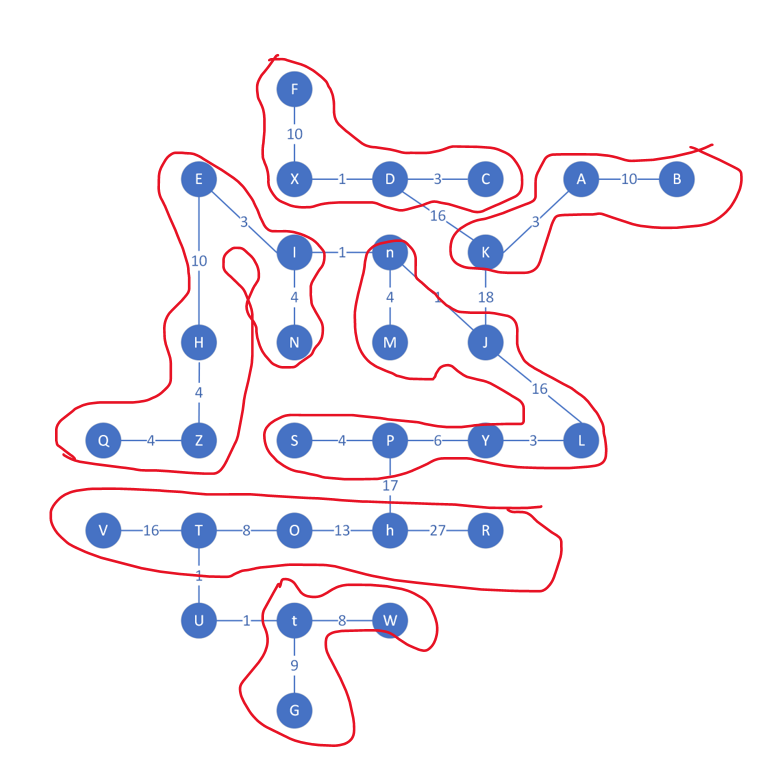 F
10
E X 1 D 3 C A 10 B
3 16 3
10 I 1 n K
4 4 1 18
H N M J
4 16
Q 4 Z S 4 P 6 Y 3 L
17
V 16 T 8 O 13 h 27 R
1
U 1 t 8 W
9
G